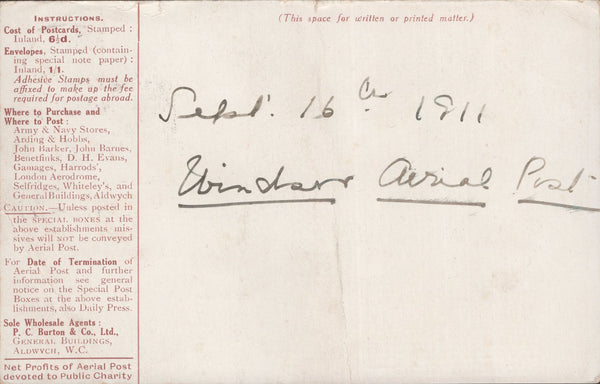 INSTRUCTIONS.
Cost of Postcards, Stamped :
Inland, 6½d.
Envelopes, Stamped (contain-
ing special note paper) :
Inland, 1/1.
Adhesive Stamps must be
affixed to make up the fee
required for postage abroad.
Where to Purchase and
Where to Post :
Army & Navy Stores,
Arding & Hobbs,
John Barker, John Barnes,
Benetfinks, D. H. Evans,
Gamages, Harrods',
London Aerodrome,
Selfridges, Whiteley's, and
General Buildings, Aldwych
CAUTION.—Unless posted in
the SPECIAL BOXES at the
above establishments mis-
sives will NOT be conveyed
by Aerial Post.
For Date of Termination of
Aerial Post and further
information see general
notice on the Special Post
Boxes at the above estab-
lishments, also Daily Press.
Sole Wholesale Agents :
P. C. Burton & Co., Ltd.,
GENERAL BUILDINGS,
ALDWYCH, W.C.
Net Profits of Aerial Post
devoted to Public Charity
(This space for written or printed matter.)
Sept. 16th 1911
Windsor Aerial Post